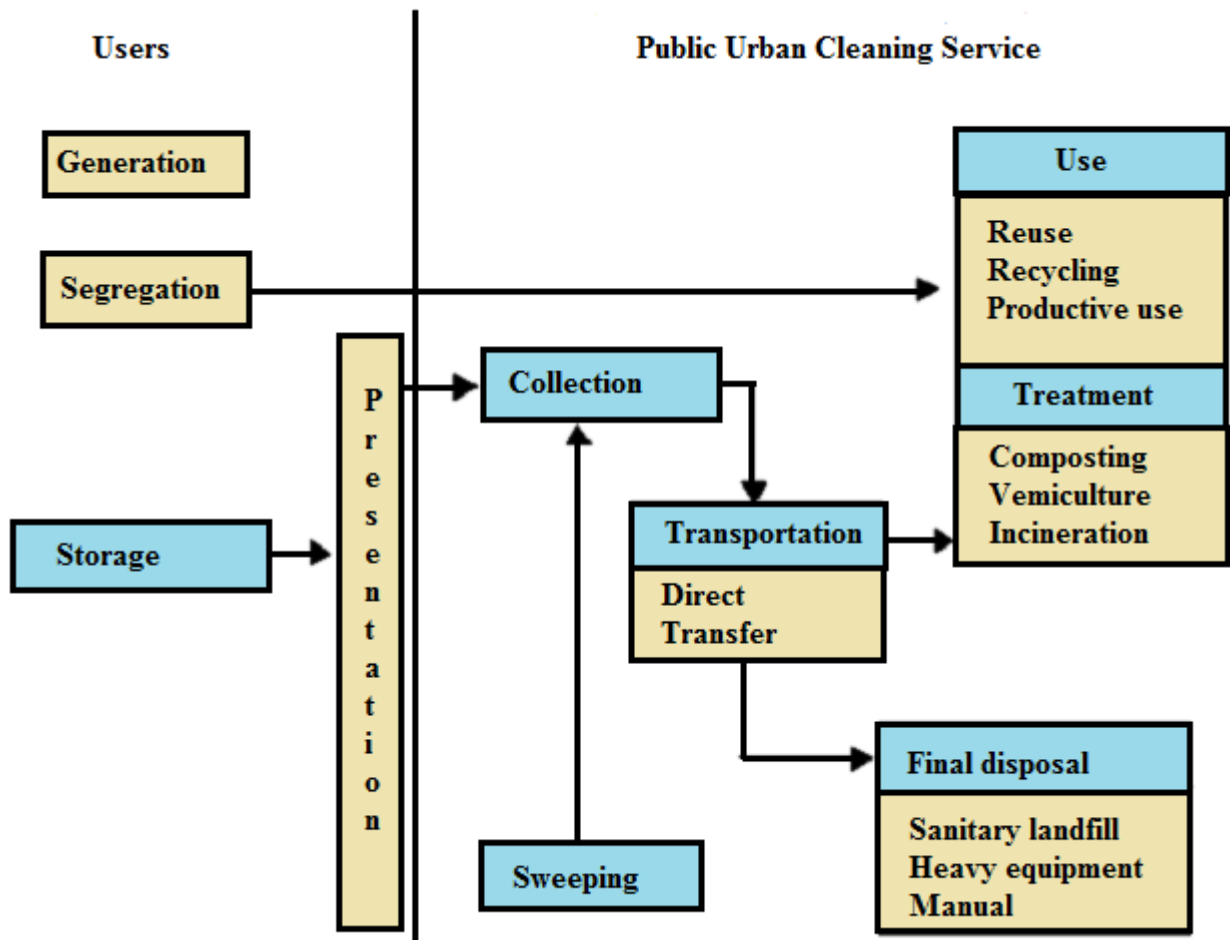 Users
Public Urban Cleaning Service
Generation
Segregation
Storage
Presentation
Collection
Sweeping
Transportation
Direct
Transfer
Use
Reuse
Recycling
Productive use
Treatment
Composting
Vemiculture
Incineration
Final disposal
Sanitary landfill
Heavy equipment
Manual